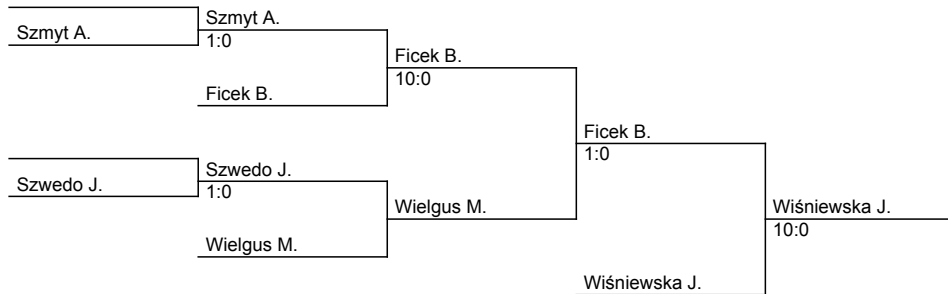 Szmyt A.
Szmyt A.
1:0
Ficek B.
Ficek B.
10:0
Szwedo J.
Szwedo J.
1:0
Wielgus M.
Wielgus M.
Ficek B.
1:0
Wiśniewska J.
Wiśniewska J.
10:0